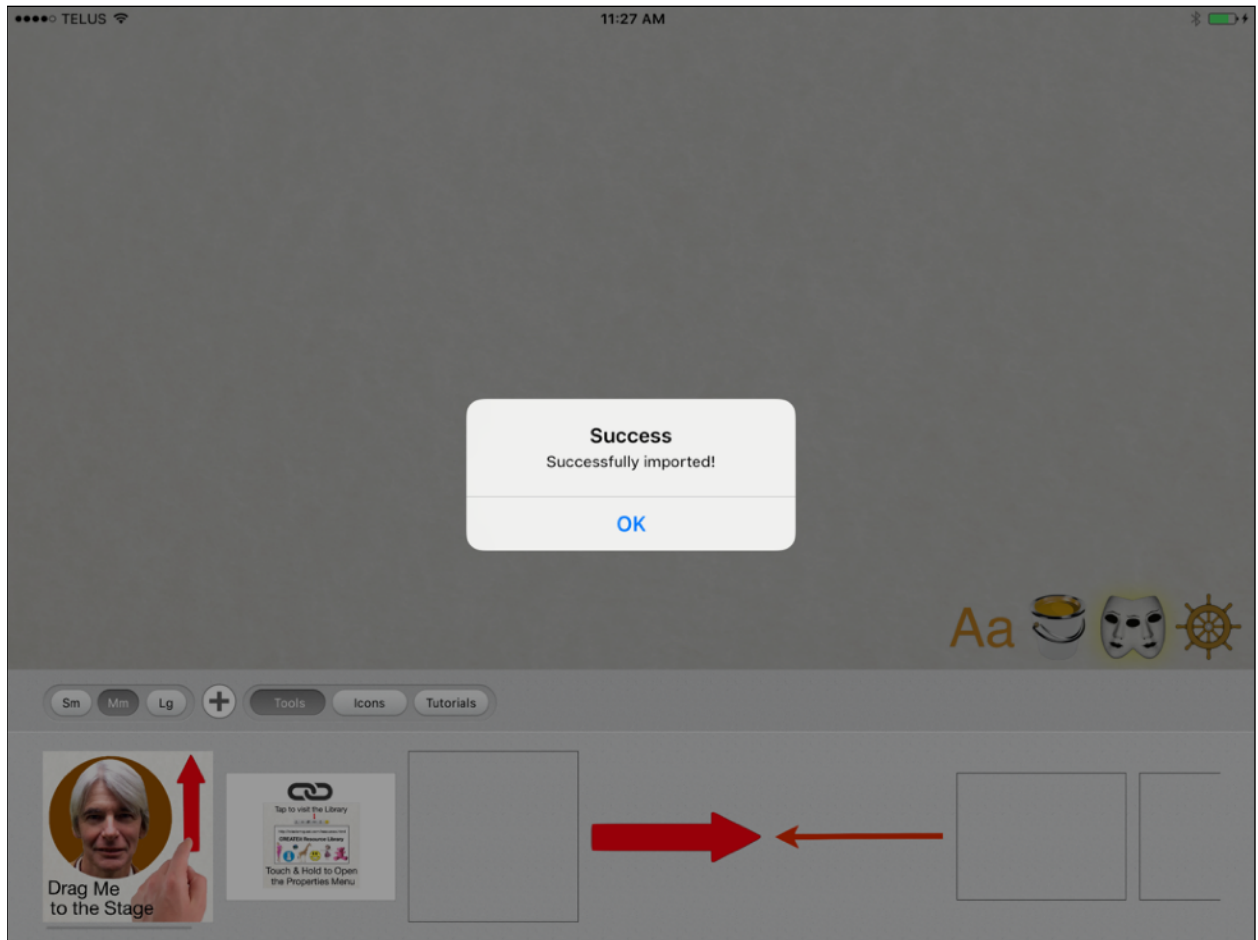 TELUS
11:27 AM
Success
Successfully imported!
OK
Aa
Sm Mm Lg Tools Icons Tutorials
Drag Me
to the Stage
Tap to visit the Library
CREATEA Resource Library
Touch & Hold to Open
the Properties Menu